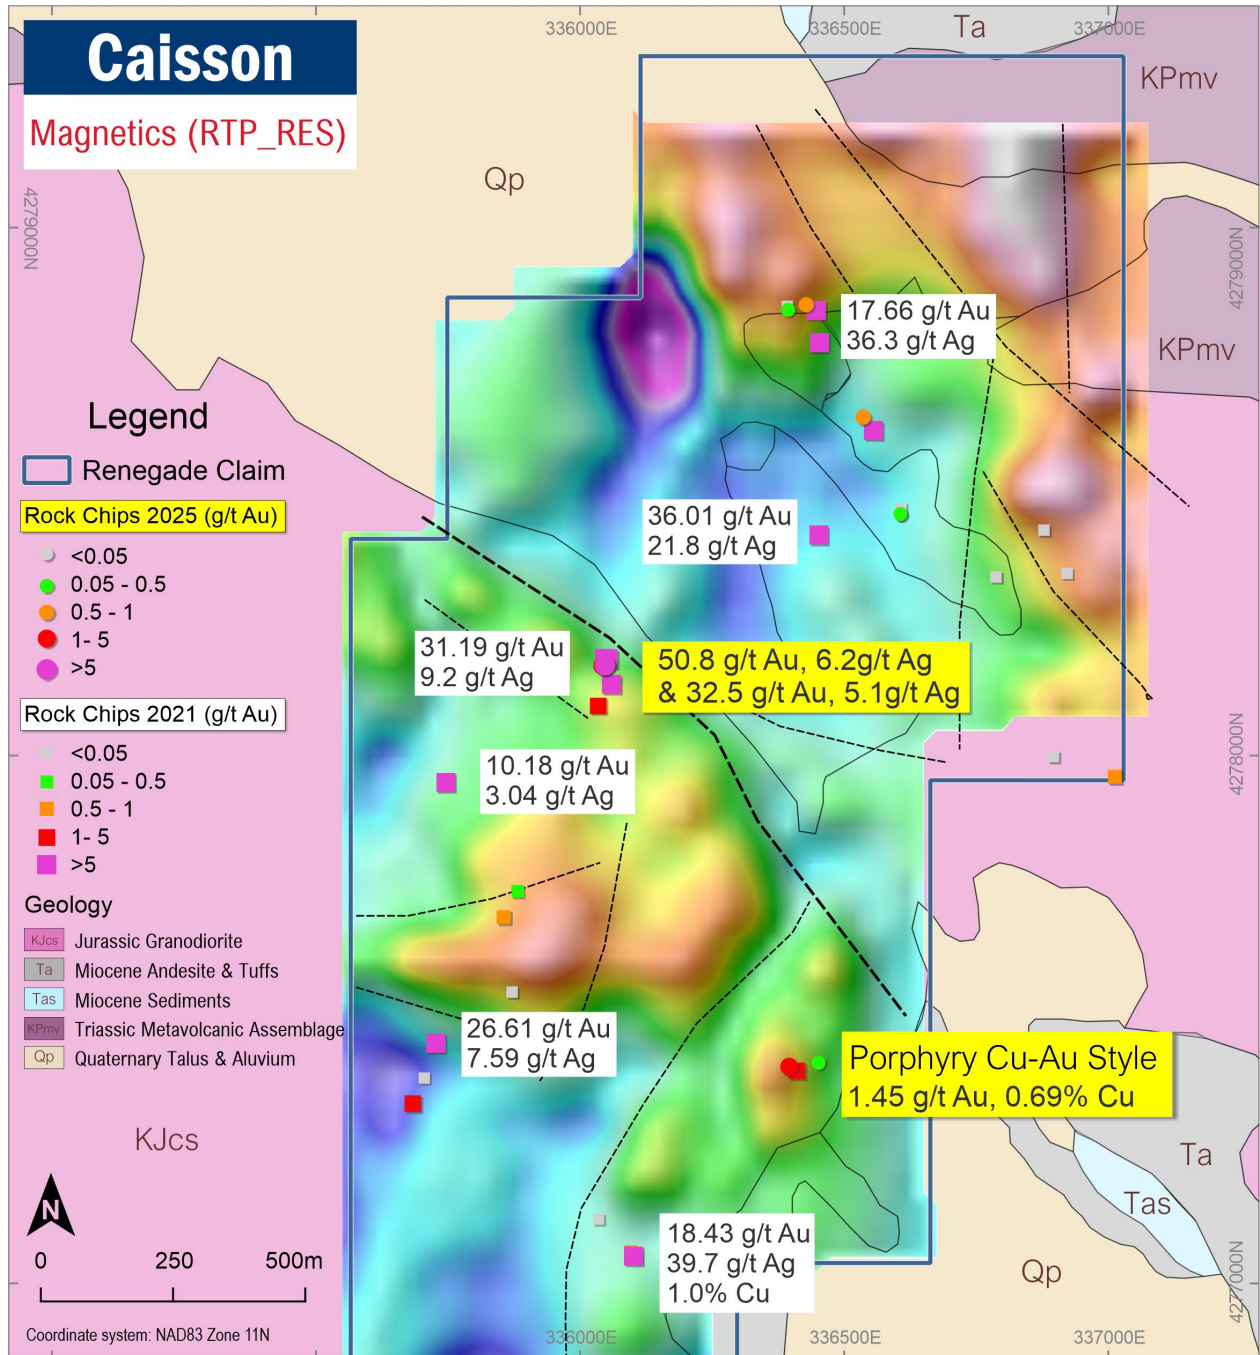 Caisson
Magnetics (RTP_RES)
336000E
336500E
337000E
Ta
KPmv
Qp
4279000N
4279000N
17.66 g/t Au
36.3 g/t Ag
KPmv
Legend
Renegade Claim
Rock Chips 2025 (g/t Au)
<0.05
0.05 - 0.5
0.5 - 1
1- 5
>5
Rock Chips 2021 (g/t Au)
<0.05
0.05 - 0.5
0.5 - 1
1- 5
>5
Geology
KJcs Jurassic Granodiorite
Ta Miocene Andesite & Tuffs
Tas Miocene Sediments
KPmv Triassic Metavolcanic Assemblage
Qp Quaternary Talus & Aluvium
36.01 g/t Au
21.8 g/t Ag
31.19 g/t Au
9.2 g/t Ag
50.8 g/t Au, 6.2g/t Ag
& 32.5 g/t Au, 5.1g/t Ag
10.18 g/t Au
3.04 g/t Ag
4278000N
26.61 g/t Au
7.59 g/t Ag
Porphyry Cu-Au Style
1.45 g/t Au, 0.69% Cu
KJcs
Ta
Tas
18.43 g/t Au
39.7 g/t Ag
1.0% Cu
Qp
4277000N
N
0 250 500m
Coordinate system: NAD83 Zone 11N
336000E
336500E
337000E